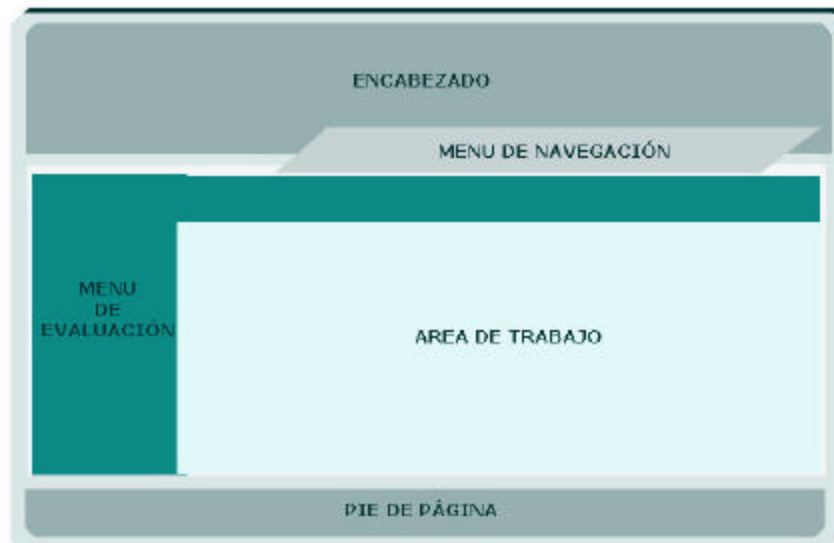 ENCABEZADO
MENU DE NAVEGACIÓN
MENU
DE
EVALUACIÓN
AREA DE TRABAJO
PIE DE PÁGINA